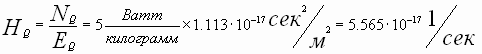 H_Q = N_Q / E_Q = 5 Ватт / килограмм × 1.113·10⁻¹⁷ сек² / м² = 5.565·10⁻¹⁷ 1 / сек